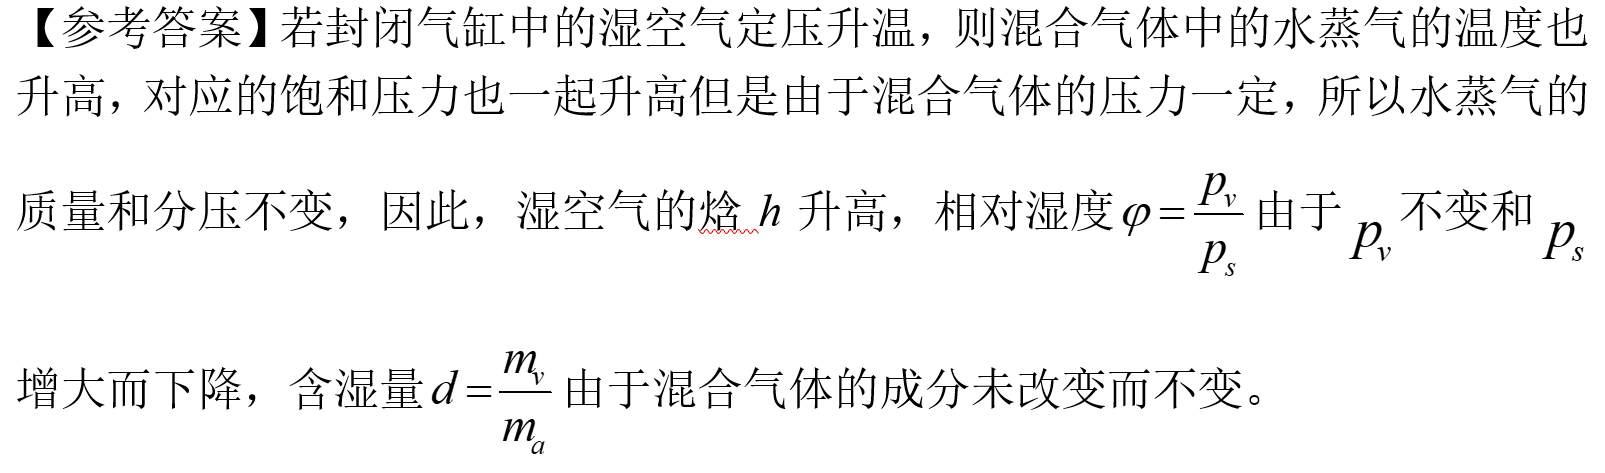 【参考答案】若封闭气缸中的湿空气定压升温，则混合气体中的水蒸气的温度也
升高，对应的饱和压力也一起升高但是由于混合气体的压力一定，所以水蒸气的
质量和分压不变，因此，湿空气的焓 h 升高，相对湿度 φ = p_v / p_s 由于 p_v 不变和 p_s
增大而下降，含湿量 d = m_v / m_a 由于混合气体的成分未改变而不变。